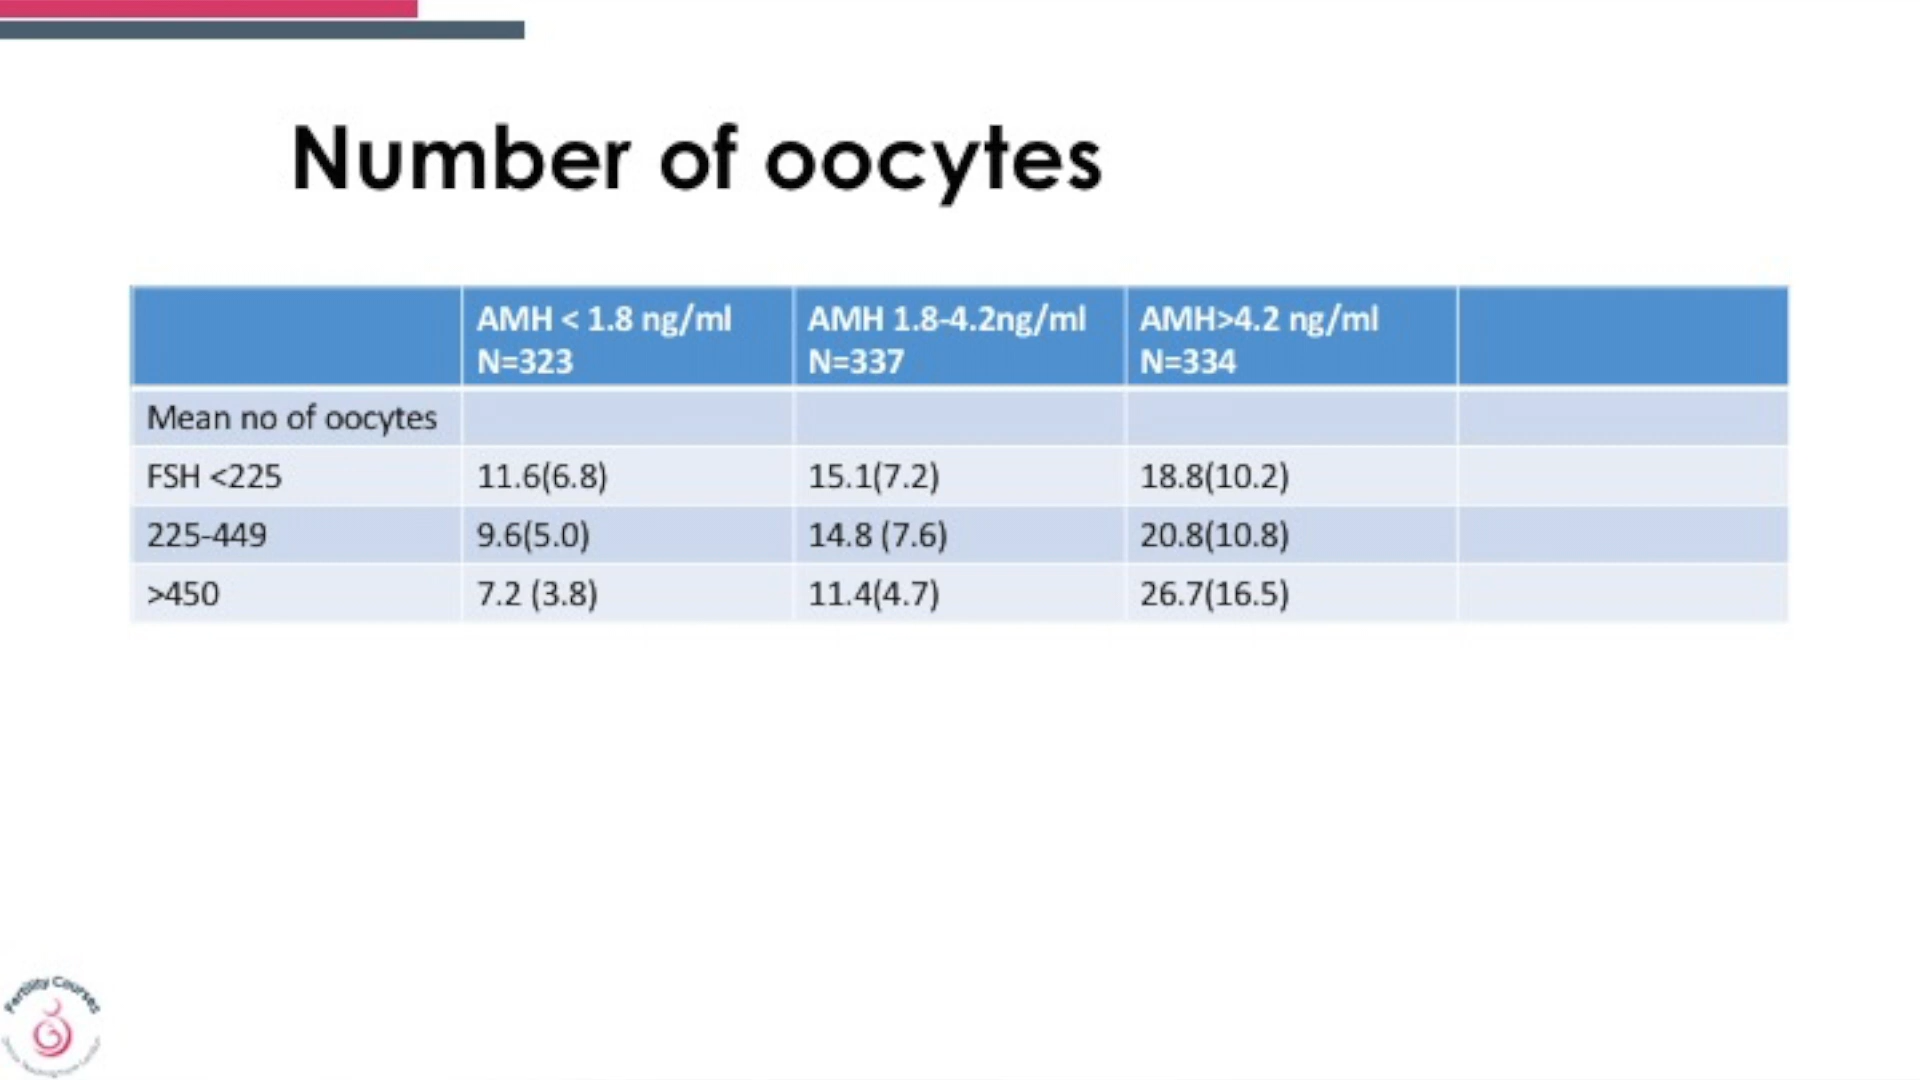 Number of oocytes
AMH < 1.8 ng/ml AMH 1.8-4.2ng/ml AMH>4.2 ng/ml
N=323 N=337 N=334
Mean no of oocytes
FSH <225 11.6(6.8) 15.1(7.2) 18.8(10.2)
225-449 9.6(5.0) 14.8 (7.6) 20.8(10.8)
>450 7.2 (3.8) 11.4(4.7) 26.7(16.5)
Fertility Courses